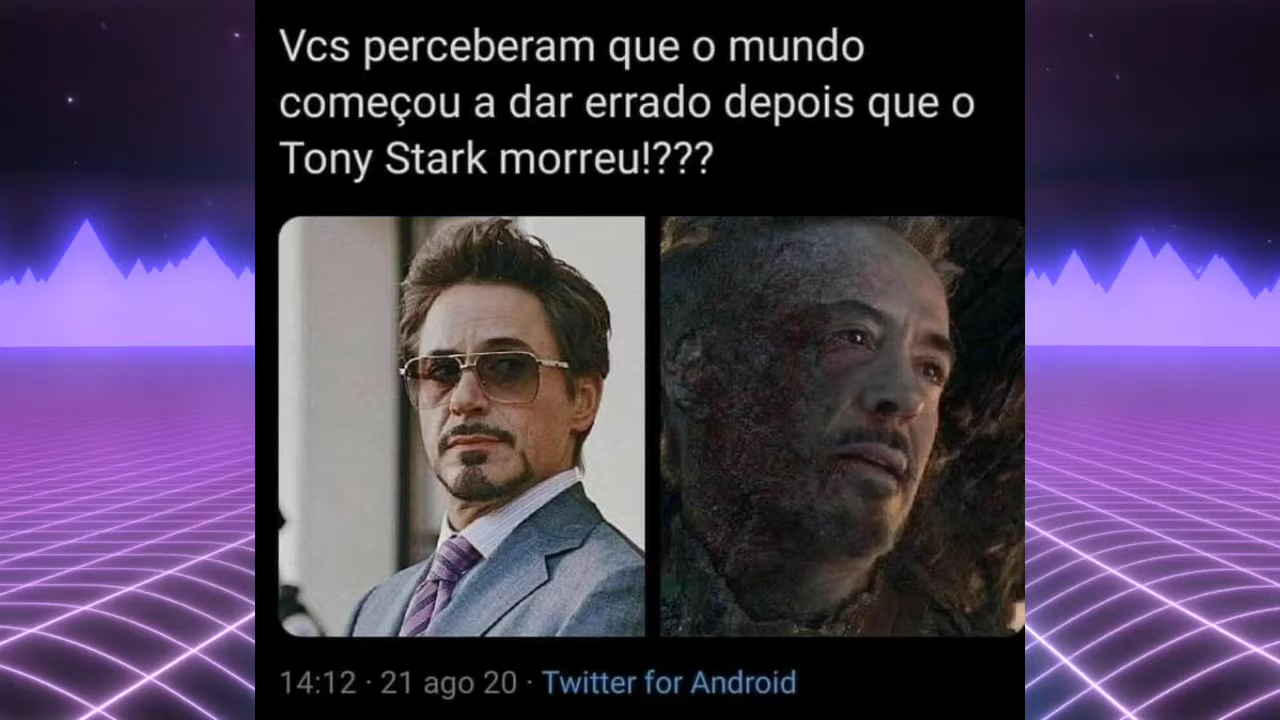 Vcs perceberam que o mundo
começou a dar errado depois que o
Tony Stark morreu!???
14:12 · 21 ago 20 · Twitter for Android